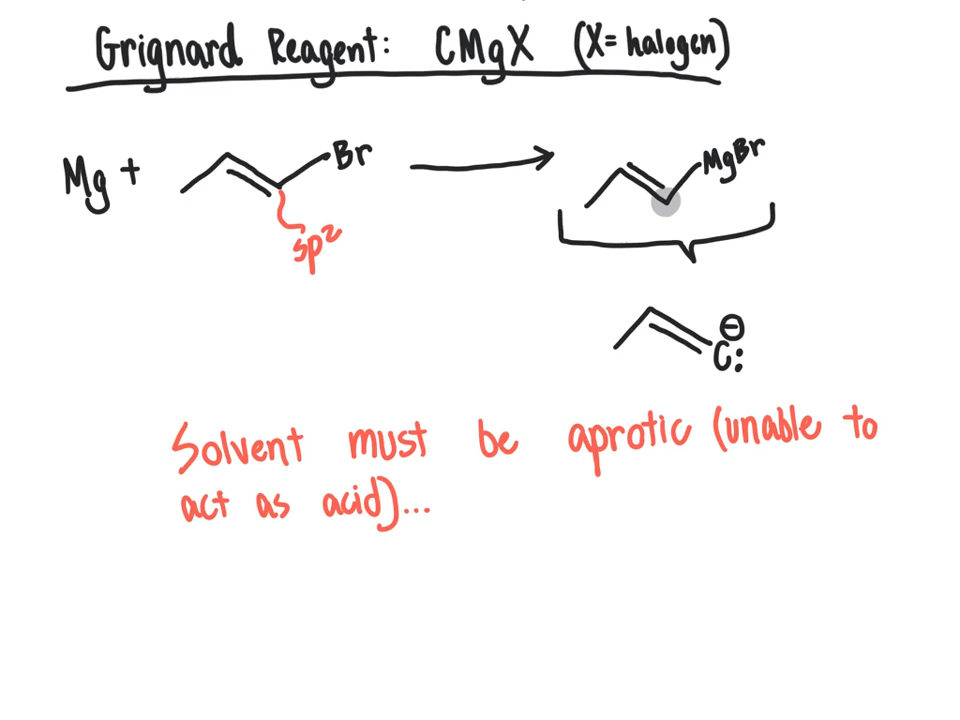 Grignard Reagent: CMgX (X= halogen)
Mg + Br MgBr
sp²
⊖
C:
Solvent must be aprotic (unable to
act as acid)...